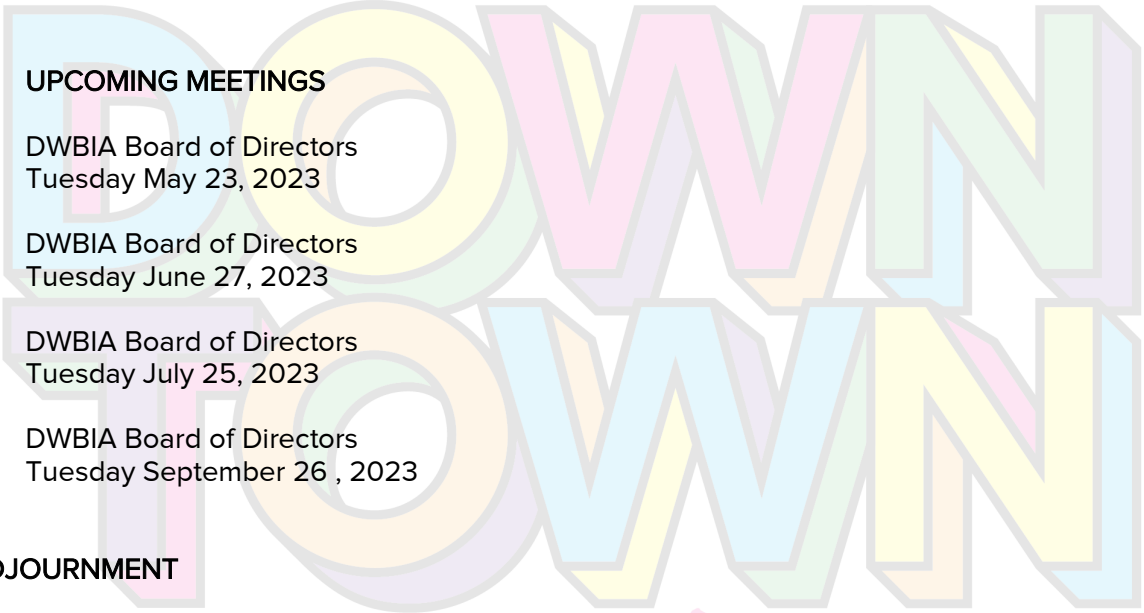 UPCOMING MEETINGS
DWBIA Board of Directors
Tuesday May 23, 2023
DWBIA Board of Directors
Tuesday June 27, 2023
DWBIA Board of Directors
Tuesday July 25, 2023
DWBIA Board of Directors
Tuesday September 26 , 2023
DJOURNMENT
DOWN
TOWN